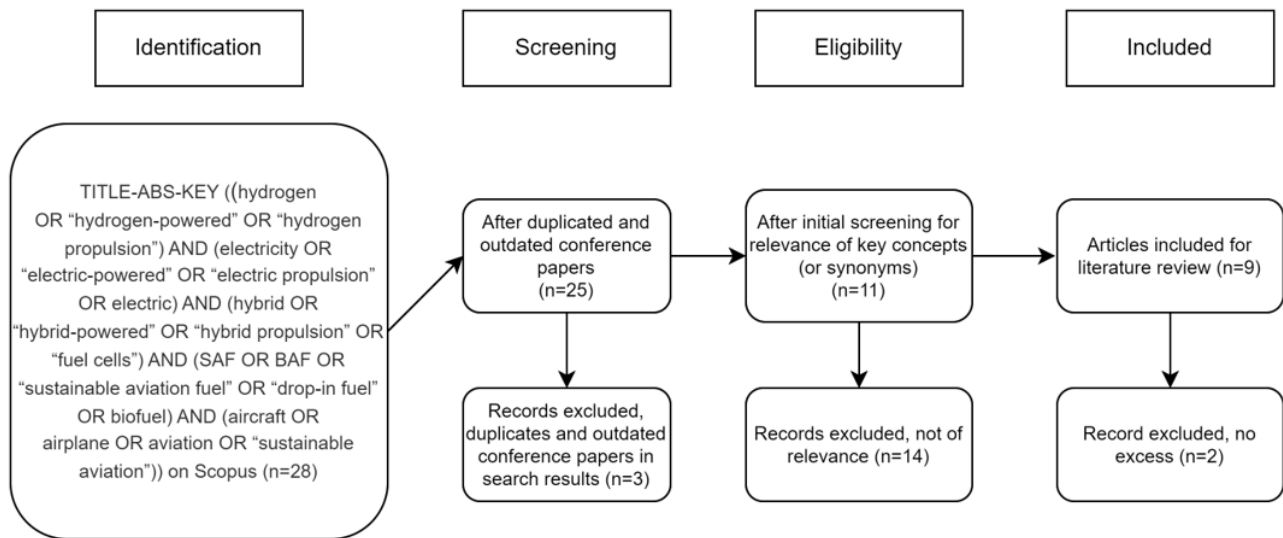 Identification
Screening
Eligibility
Included
TITLE-ABS-KEY ((hydrogen
OR “hydrogen-powered” OR “hydrogen
propulsion”) AND (electricity OR
“electric-powered” OR “electric propulsion”
OR electric) AND (hybrid OR
“hybrid-powered” OR “hybrid propulsion” OR
“fuel cells”) AND (SAF OR BAF OR
“sustainable aviation fuel” OR “drop-in fuel”
OR biofuel) AND (aircraft OR
airplane OR aviation OR “sustainable
aviation”)) on Scopus (n=28)
After duplicated and
outdated conference
papers
(n=25)
After initial screening for
relevance of key concepts
(or synonyms)
(n=11)
Articles included for
literature review (n=9)
Records excluded,
duplicates and outdated
conference papers in
search results (n=3)
Records excluded, not of
relevance (n=14)
Record excluded, no
excess (n=2)